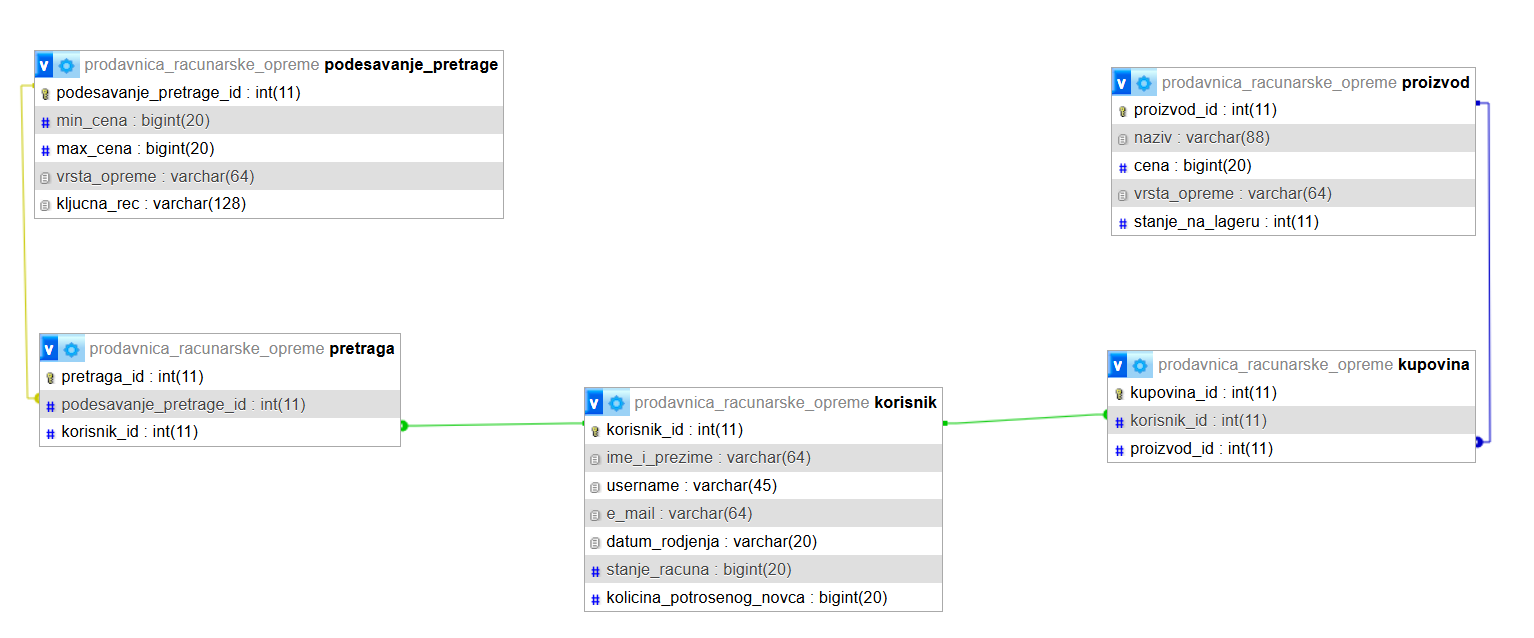 v prodavnica_racunarske_opreme podesavanje_pretrage
podesavanje_pretrage_id : int(11)
# min_cena : bigint(20)
# max_cena : bigint(20)
vrsta_opreme : varchar(64)
kljucna_rec : varchar(128)
v prodavnica_racunarske_opreme proizvod
proizvod_id : int(11)
naziv : varchar(88)
# cena : bigint(20)
vrsta_opreme : varchar(64)
# stanje_na_lageru : int(11)
v prodavnica_racunarske_opreme pretraga
pretraga_id : int(11)
# podesavanje_pretrage_id : int(11)
# korisnik_id : int(11)
v prodavnica_racunarske_opreme korisnik
korisnik_id : int(11)
ime_i_prezime : varchar(64)
username : varchar(45)
e_mail : varchar(64)
datum_rodjenja : varchar(20)
# stanje_racuna : bigint(20)
# kolicina_potrosenog_novca : bigint(20)
v prodavnica_racunarske_opreme kupovina
kupovina_id : int(11)
# korisnik_id : int(11)
# proizvod_id : int(11)